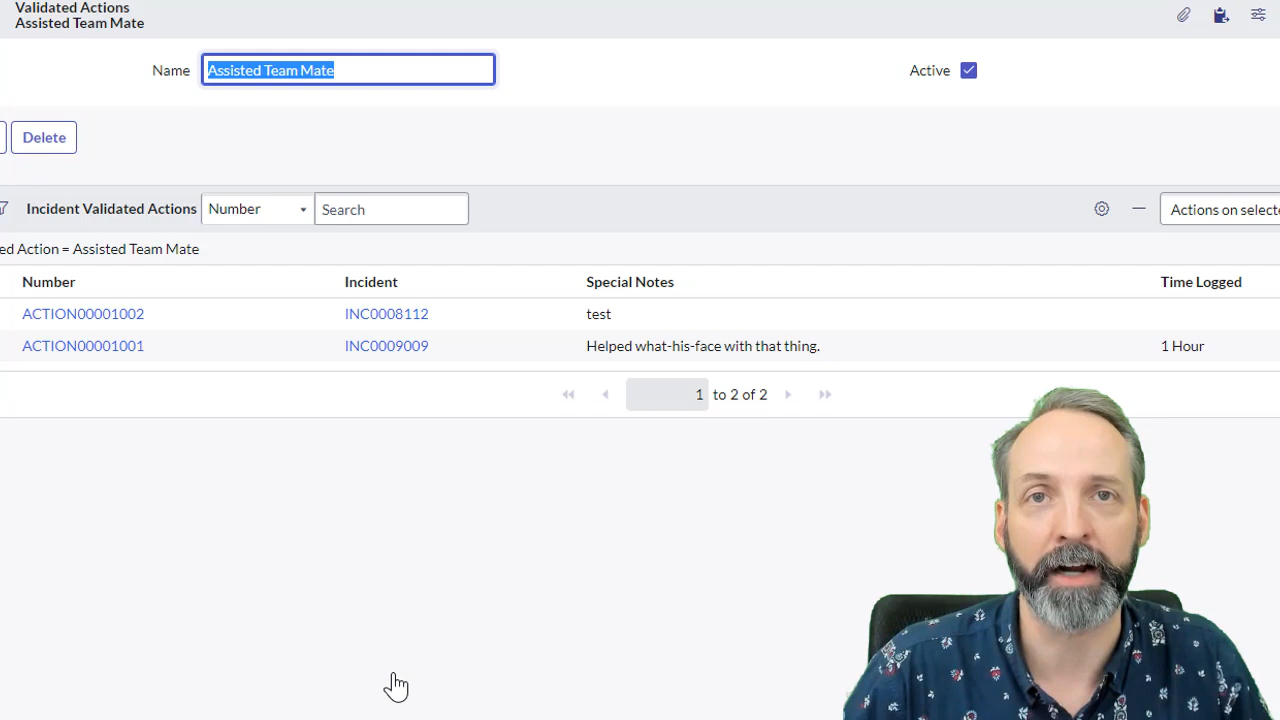 Validated Actions
Assisted Team Mate
Name Assisted Team Mate Active
Delete
Incident Validated Actions Number Search Actions on selecte
ed Action = Assisted Team Mate
Number Incident Special Notes Time Logged
ACTION00001002 INC0008112 test
ACTION00001001 INC0009009 Helped what-his-face with that thing. 1 Hour
1 to 2 of 2